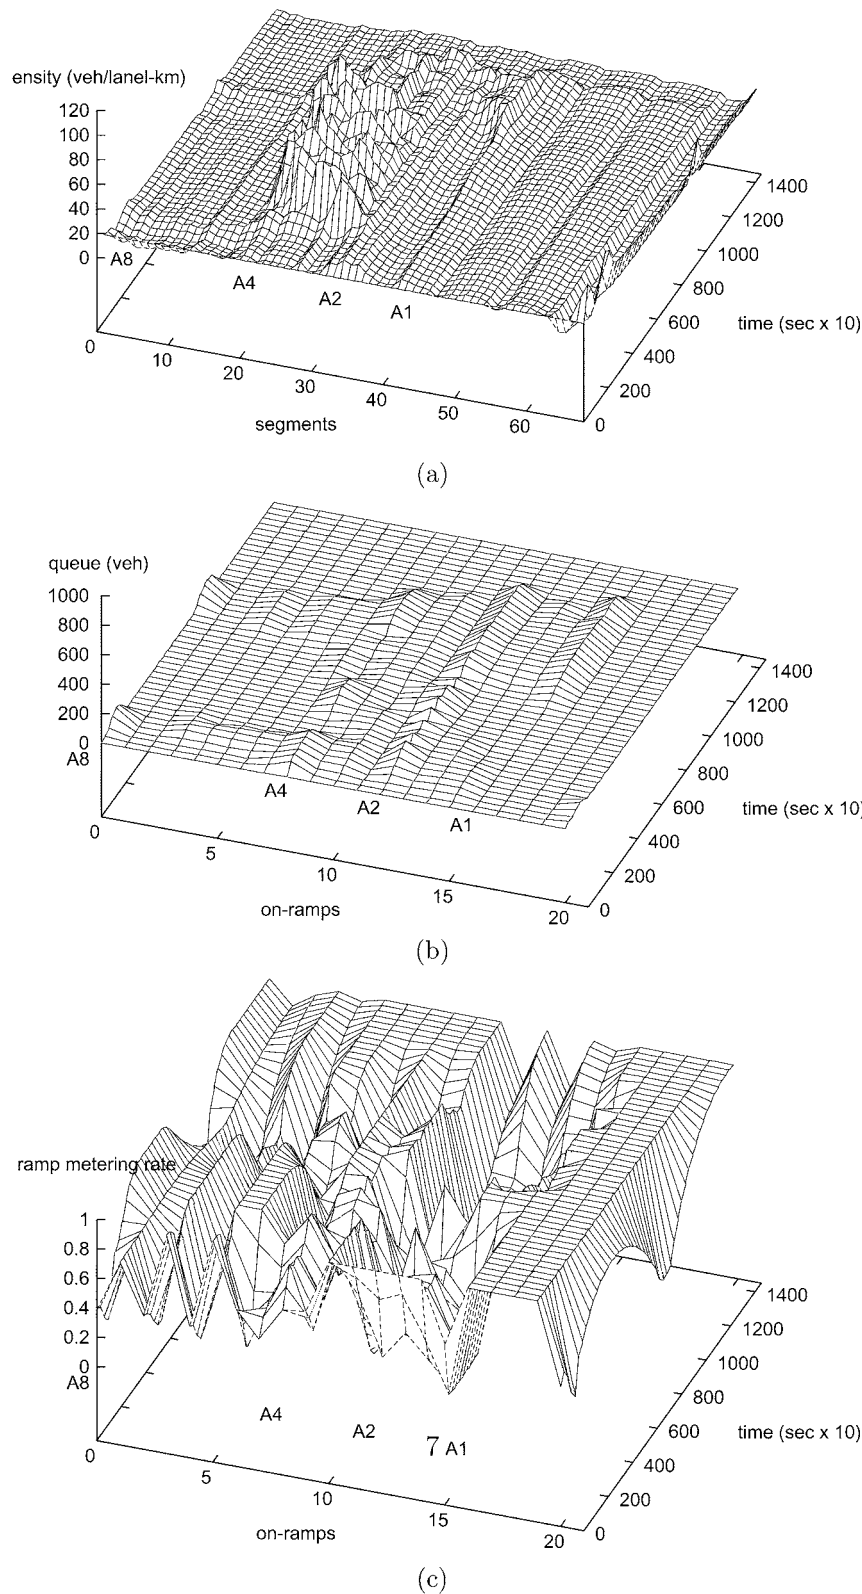 ensity (veh/lanel-km)
120
100
80
60
40
20
0
A8
A4
A2
A1
0
10
20
30
40
50
60
segments
0
200
400
600
800
1000
1200
1400
time (sec x 10)
(a)
queue (veh)
1000
800
600
400
200
0
A8
A4
A2
A1
0
5
10
15
20
on-ramps
0
200
400
600
800
1000
1200
1400
time (sec x 10)
(b)
ramp metering rate
1
0.8
0.6
0.4
0.2
0
A8
A4
A2
7 A1
0
5
10
15
20
on-ramps
0
200
400
600
800
1000
1200
1400
time (sec x 10)
(c)